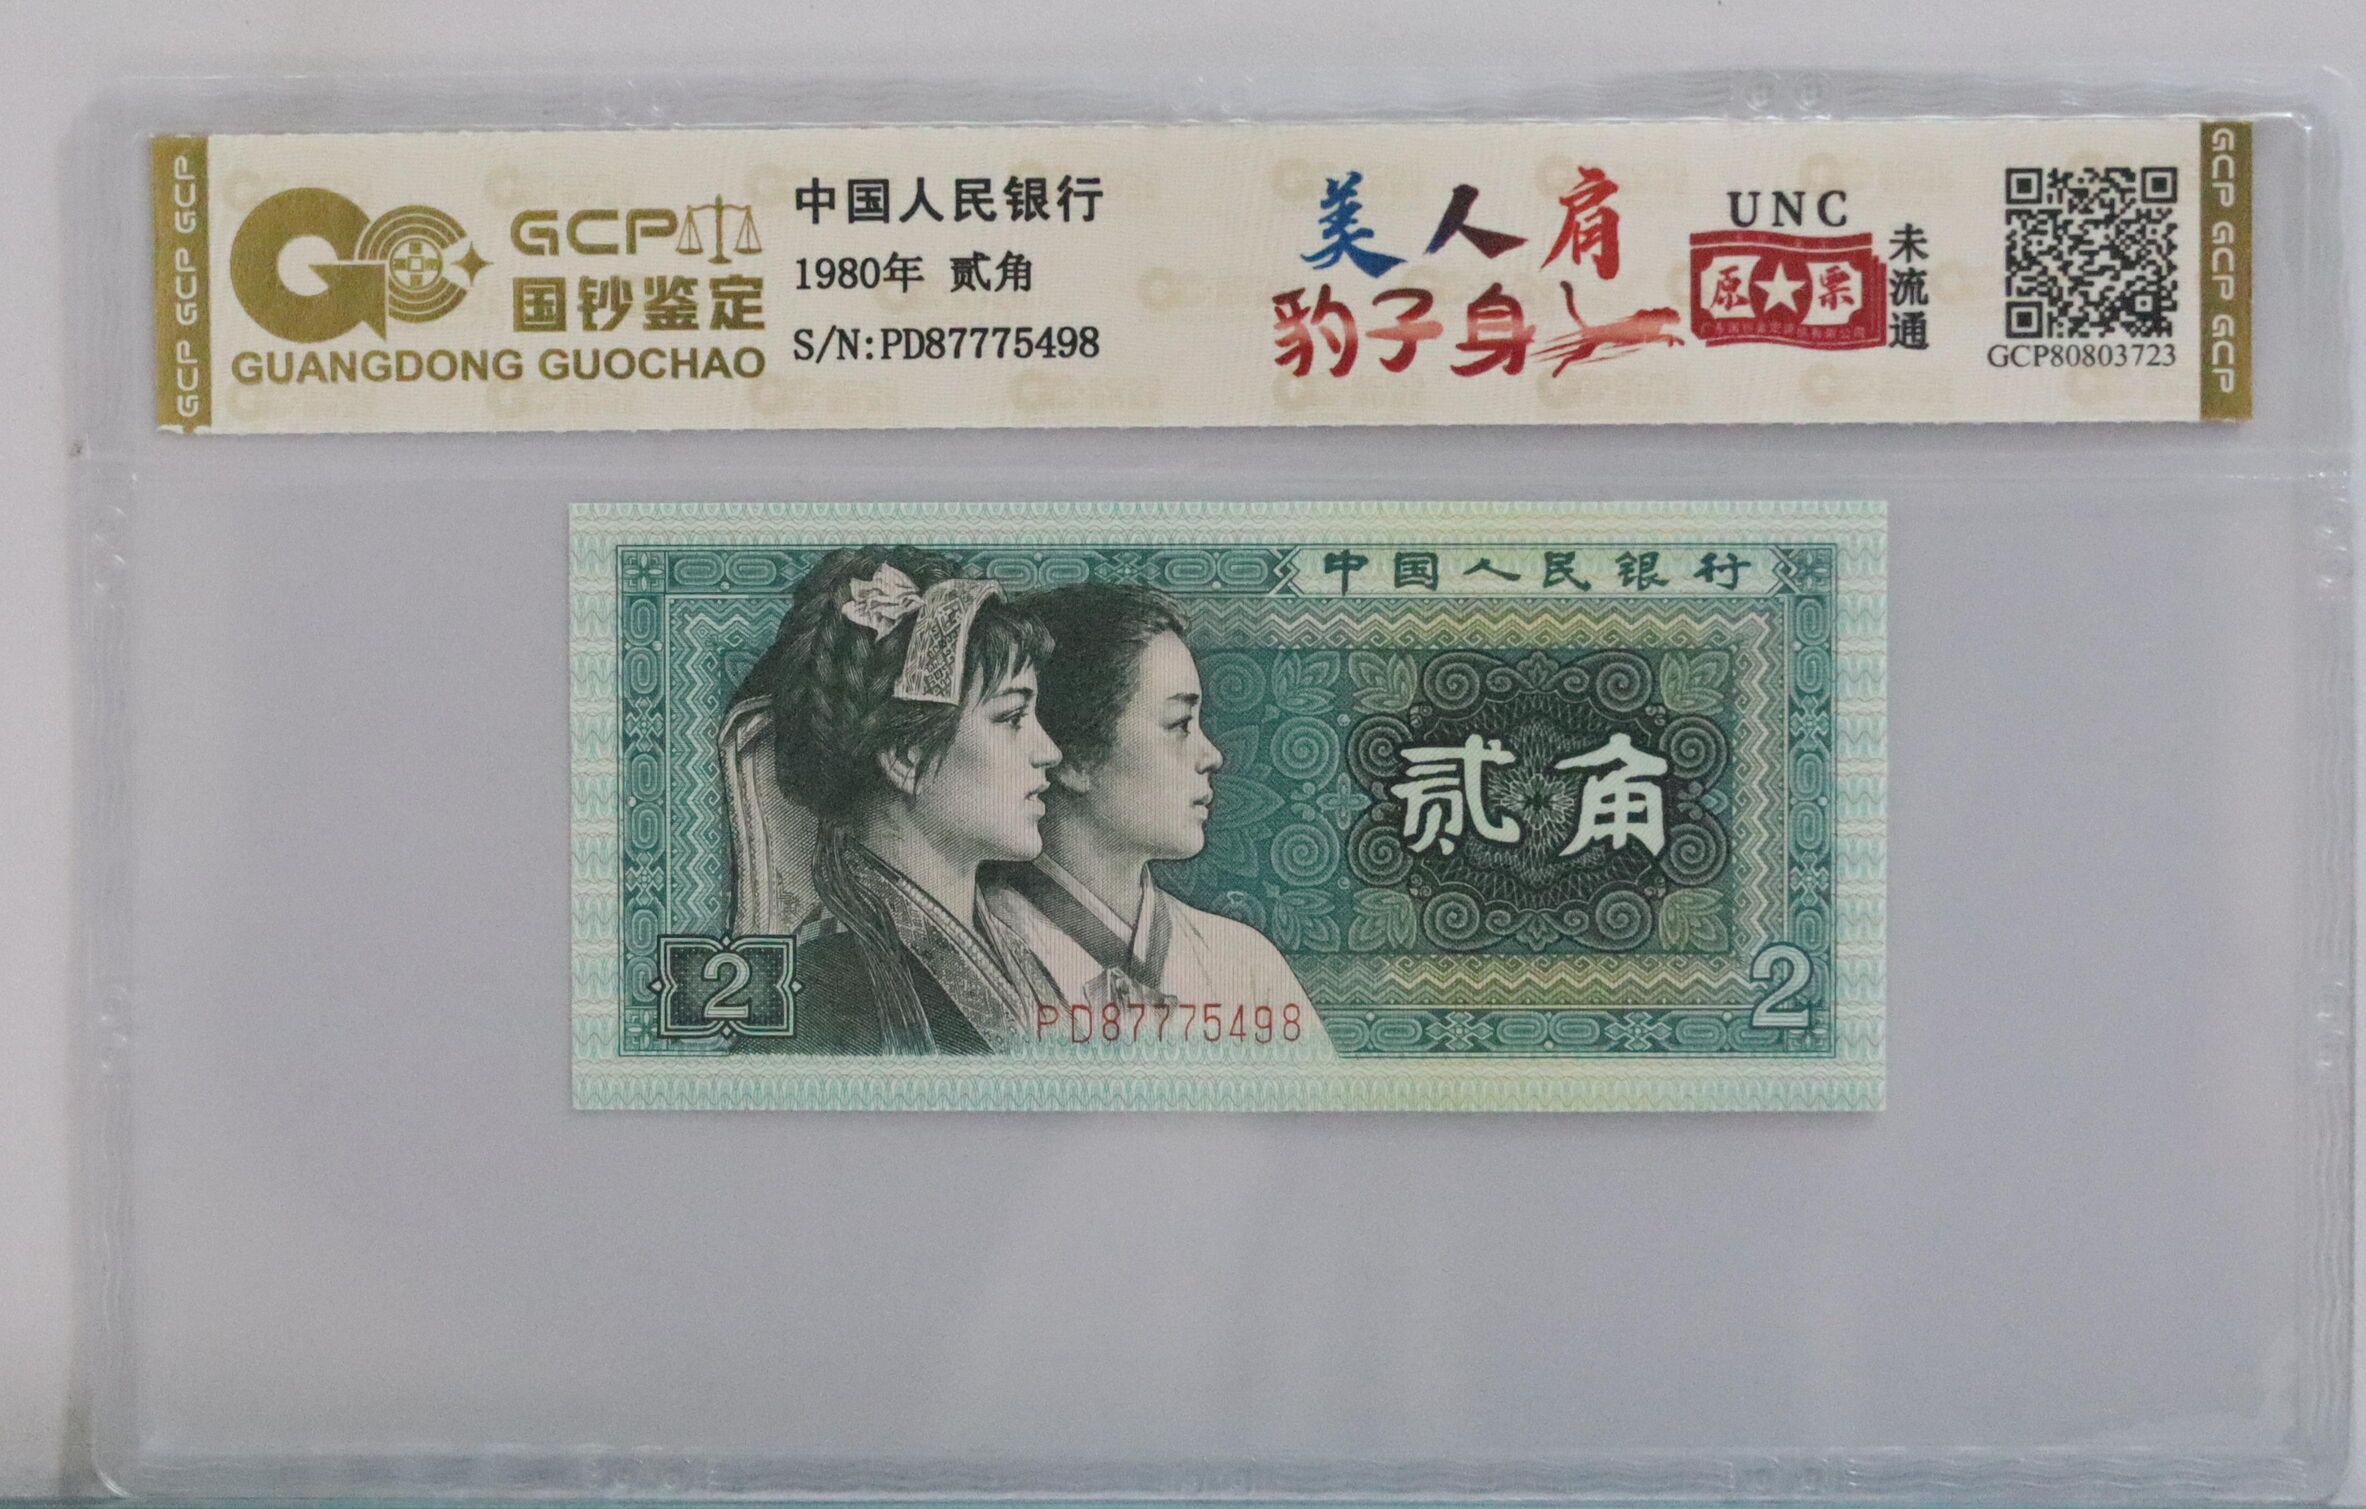 GCP GCP GCP
GCP
国钞鉴定
GUANGDONG GUOCHAO
中国人民银行
1980年 贰角
S/N:PD87775498
美人肩
豹子身
UNC
原票
未流通
GCP80803723
GCP GCP GCP
中国人民银行
贰角
2
2
PD87775498